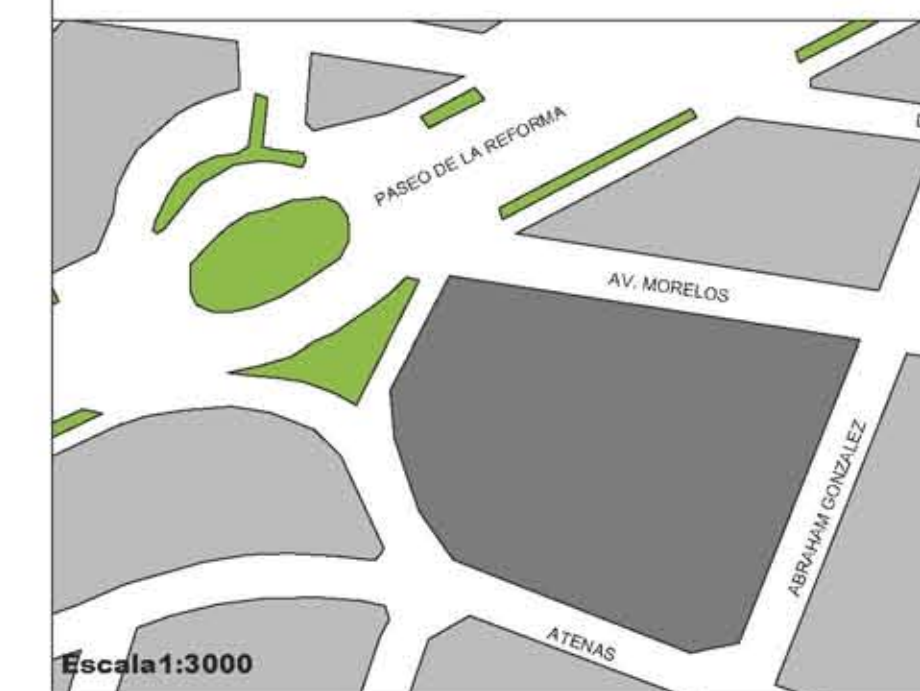 PASEO DE LA REFORMA
AV. MORELOS
ABRAHAM GONZALEZ
ATENAS
Escala1:3000